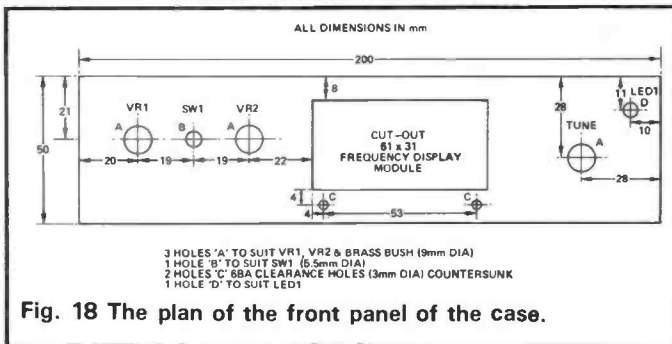 ALL DIMENSIONS IN mm
200
50
21
VR1
SW1
VR2
8
28
11
LED1
D
10
A
B
A
TUNE
A
CUT-OUT
61 x 31
FREQUENCY DISPLAY
MODULE
20
19
19
22
28
4
4
C
53
C
3 HOLES 'A' TO SUIT VR1, VR2 & BRASS BUSH (9mm DIA)
1 HOLE 'B' TO SUIT SW1 (5.5mm DIA)
2 HOLES 'C' 6BA CLEARANCE HOLES (3mm DIA) COUNTERSUNK
1 HOLE 'D' TO SUIT LED1
Fig. 18 The plan of the front panel of the case.